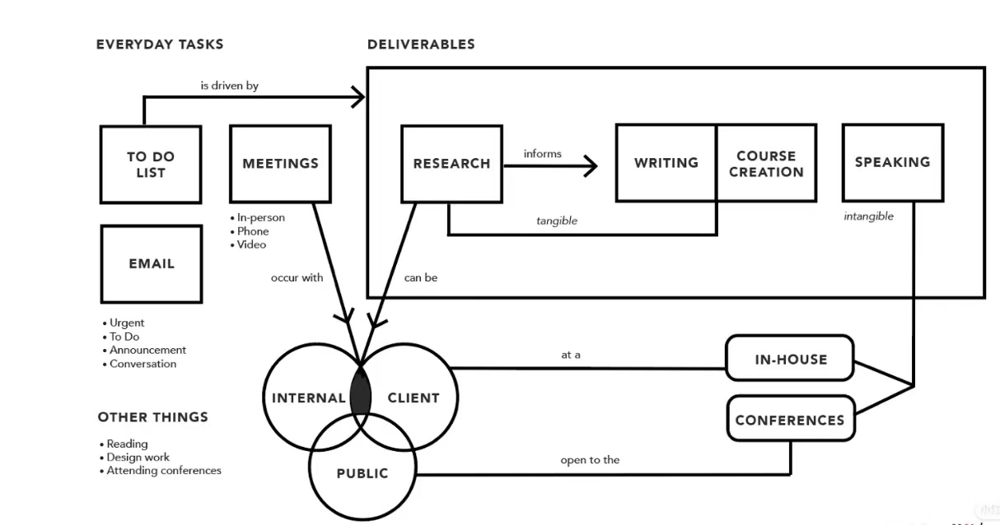 EVERYDAY TASKS
DELIVERABLES
is driven by
TO DO
LIST
MEETINGS
RESEARCH
informs
WRITING
COURSE
CREATION
SPEAKING
• In-person
• Phone
• Video
tangible
intangible
EMAIL
occur with
can be
• Urgent
• To Do
• Announcement
• Conversation
at a
IN-HOUSE
INTERNAL
CLIENT
CONFERENCES
OTHER THINGS
• Reading
• Design work
• Attending conferences
open to the
PUBLIC